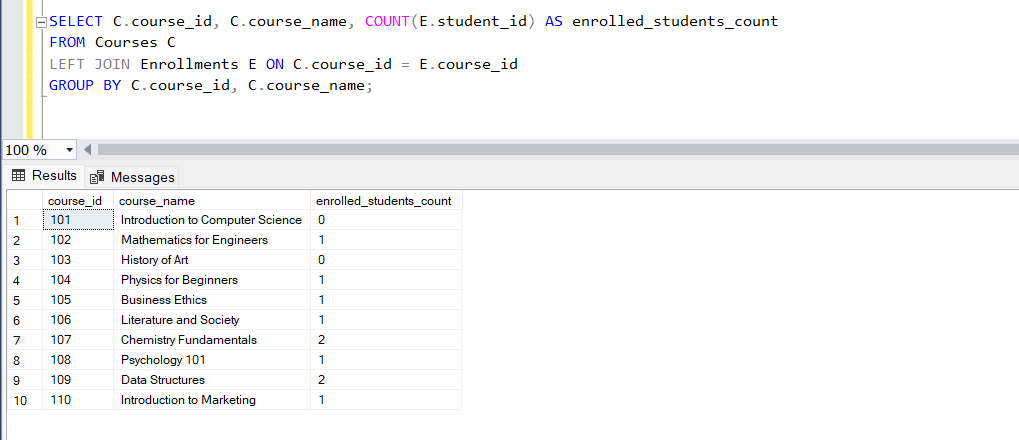 SELECT C.course_id, C.course_name, COUNT(E.student_id) AS enrolled_students_count
FROM Courses C
LEFT JOIN Enrollments E ON C.course_id = E.course_id
GROUP BY C.course_id, C.course_name;
100 %
Results Messages
course_id course_name enrolled_students_count
1 101 Introduction to Computer Science 0
2 102 Mathematics for Engineers 1
3 103 History of Art 0
4 104 Physics for Beginners 1
5 105 Business Ethics 1
6 106 Literature and Society 1
7 107 Chemistry Fundamentals 2
8 108 Psychology 101 1
9 109 Data Structures 2
10 110 Introduction to Marketing 1